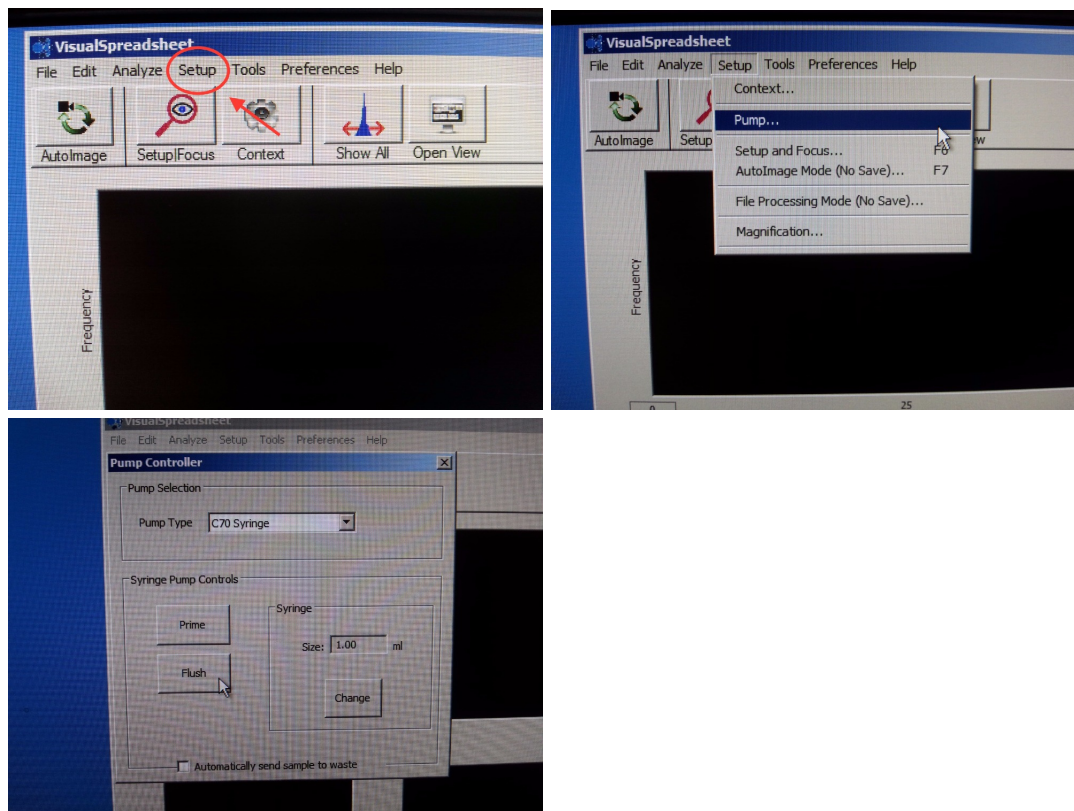 VisualSpreadsheet
File Edit Analyze Setup Tools Preferences Help
AutoImage Setup|Focus Context Show All Open View
Frequency
VisualSpreadsheet
File Edit Analyze Setup Tools Preferences Help
Context...
Pump...
AutoImage Setup w
Setup and Focus... F6
AutoImage Mode (No Save)... F7
File Processing Mode (No Save)...
Magnification...
Frequency
0 25
VisualSpreadsheet
File Edit Analyze Setup Tools Preferences Help
Pump Controller
Pump Selection
Pump Type C70 Syringe
Syringe Pump Controls
Prime
Flush
Syringe
Size: 1.00 ml
Change
Automatically send sample to waste